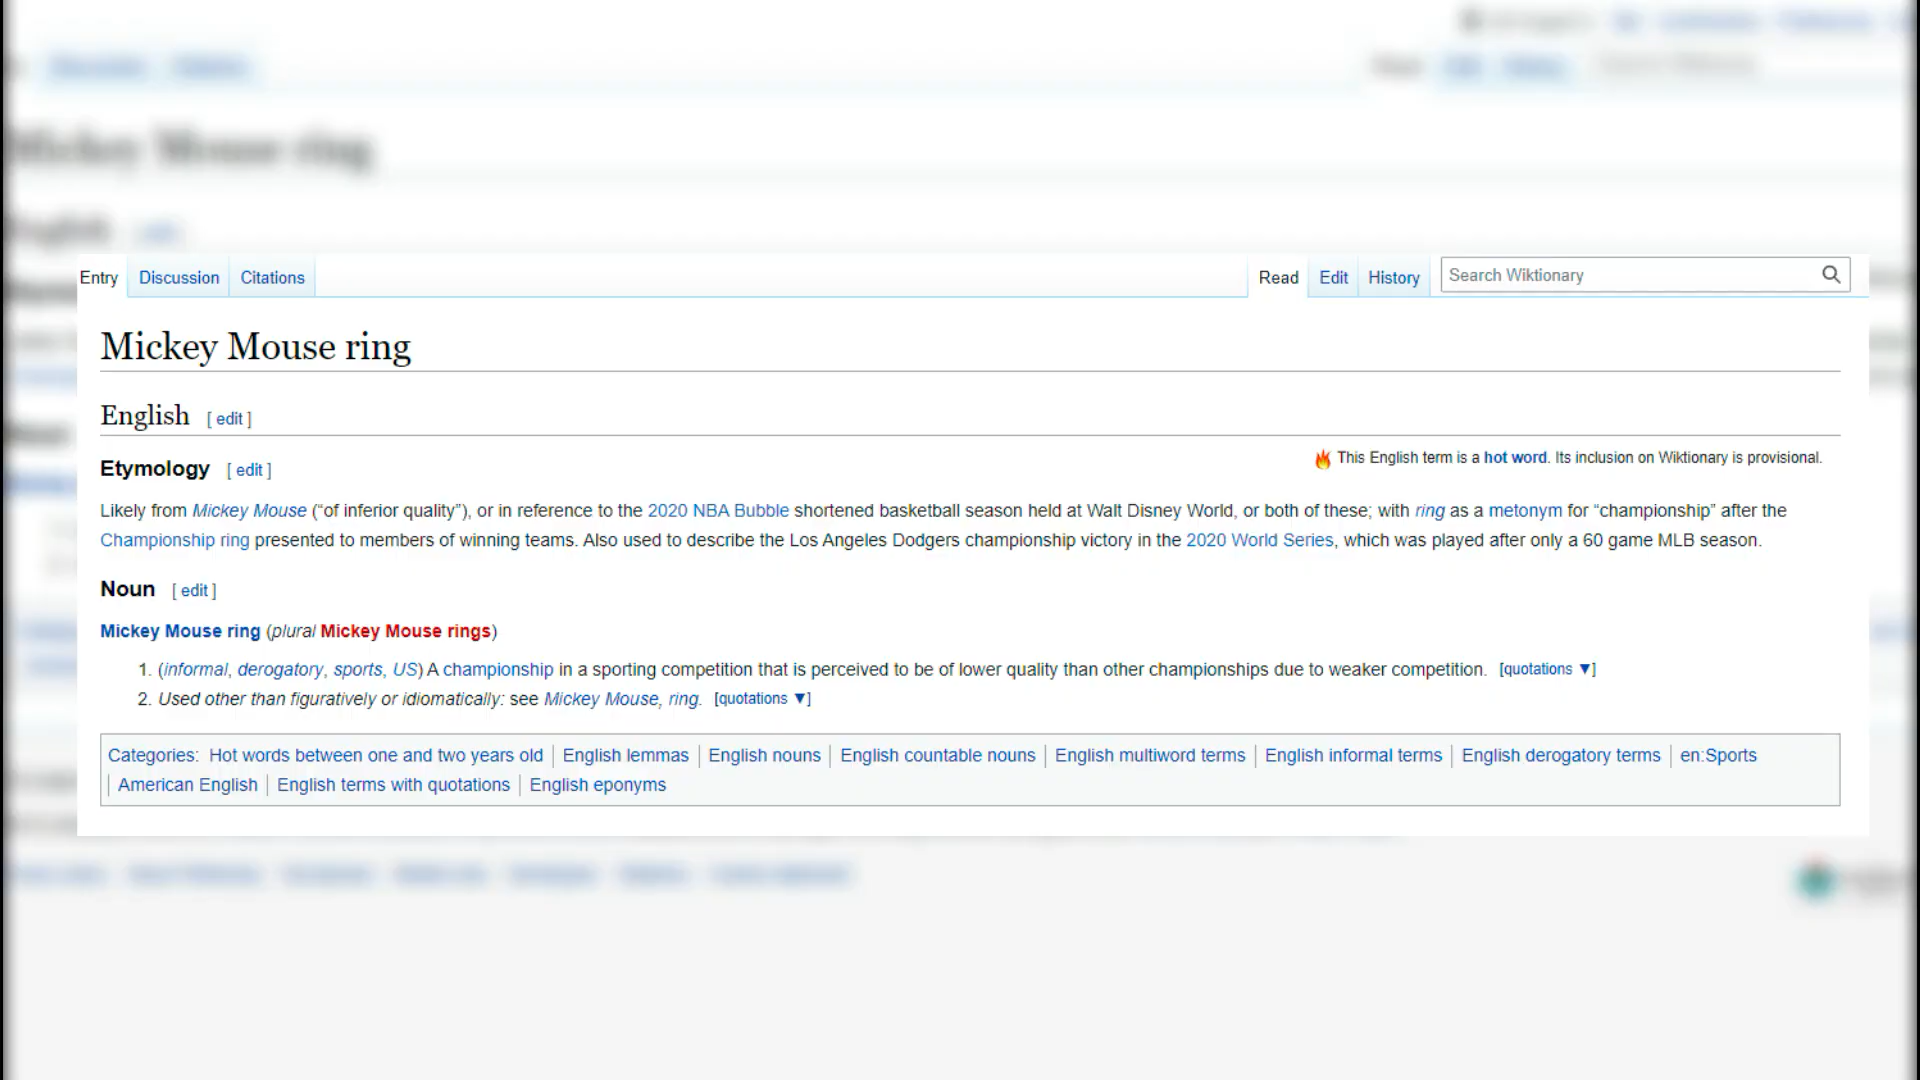 Mickey Mouse ring
Entry Discussion Citations Read Edit History Search Wiktionary
Mickey Mouse ring
English [ edit ]
Etymology [ edit ]
This English term is a hot word. Its inclusion on Wiktionary is provisional.
Likely from Mickey Mouse (“of inferior quality”), or in reference to the 2020 NBA Bubble shortened basketball season held at Walt Disney World, or both of these; with ring as a metonym for “championship” after the
Championship ring presented to members of winning teams. Also used to describe the Los Angeles Dodgers championship victory in the 2020 World Series, which was played after only a 60 game MLB season.
Noun [ edit ]
Mickey Mouse ring (plural Mickey Mouse rings)
1. (informal, derogatory, sports, US) A championship in a sporting competition that is perceived to be of lower quality than other championships due to weaker competition. [quotations ▼]
2. Used other than figuratively or idiomatically: see Mickey Mouse, ring. [quotations ▼]
Categories: Hot words between one and two years old | English lemmas | English nouns | English countable nouns | English multiword terms | English informal terms | English derogatory terms | en:Sports
| American English | English terms with quotations | English eponyms